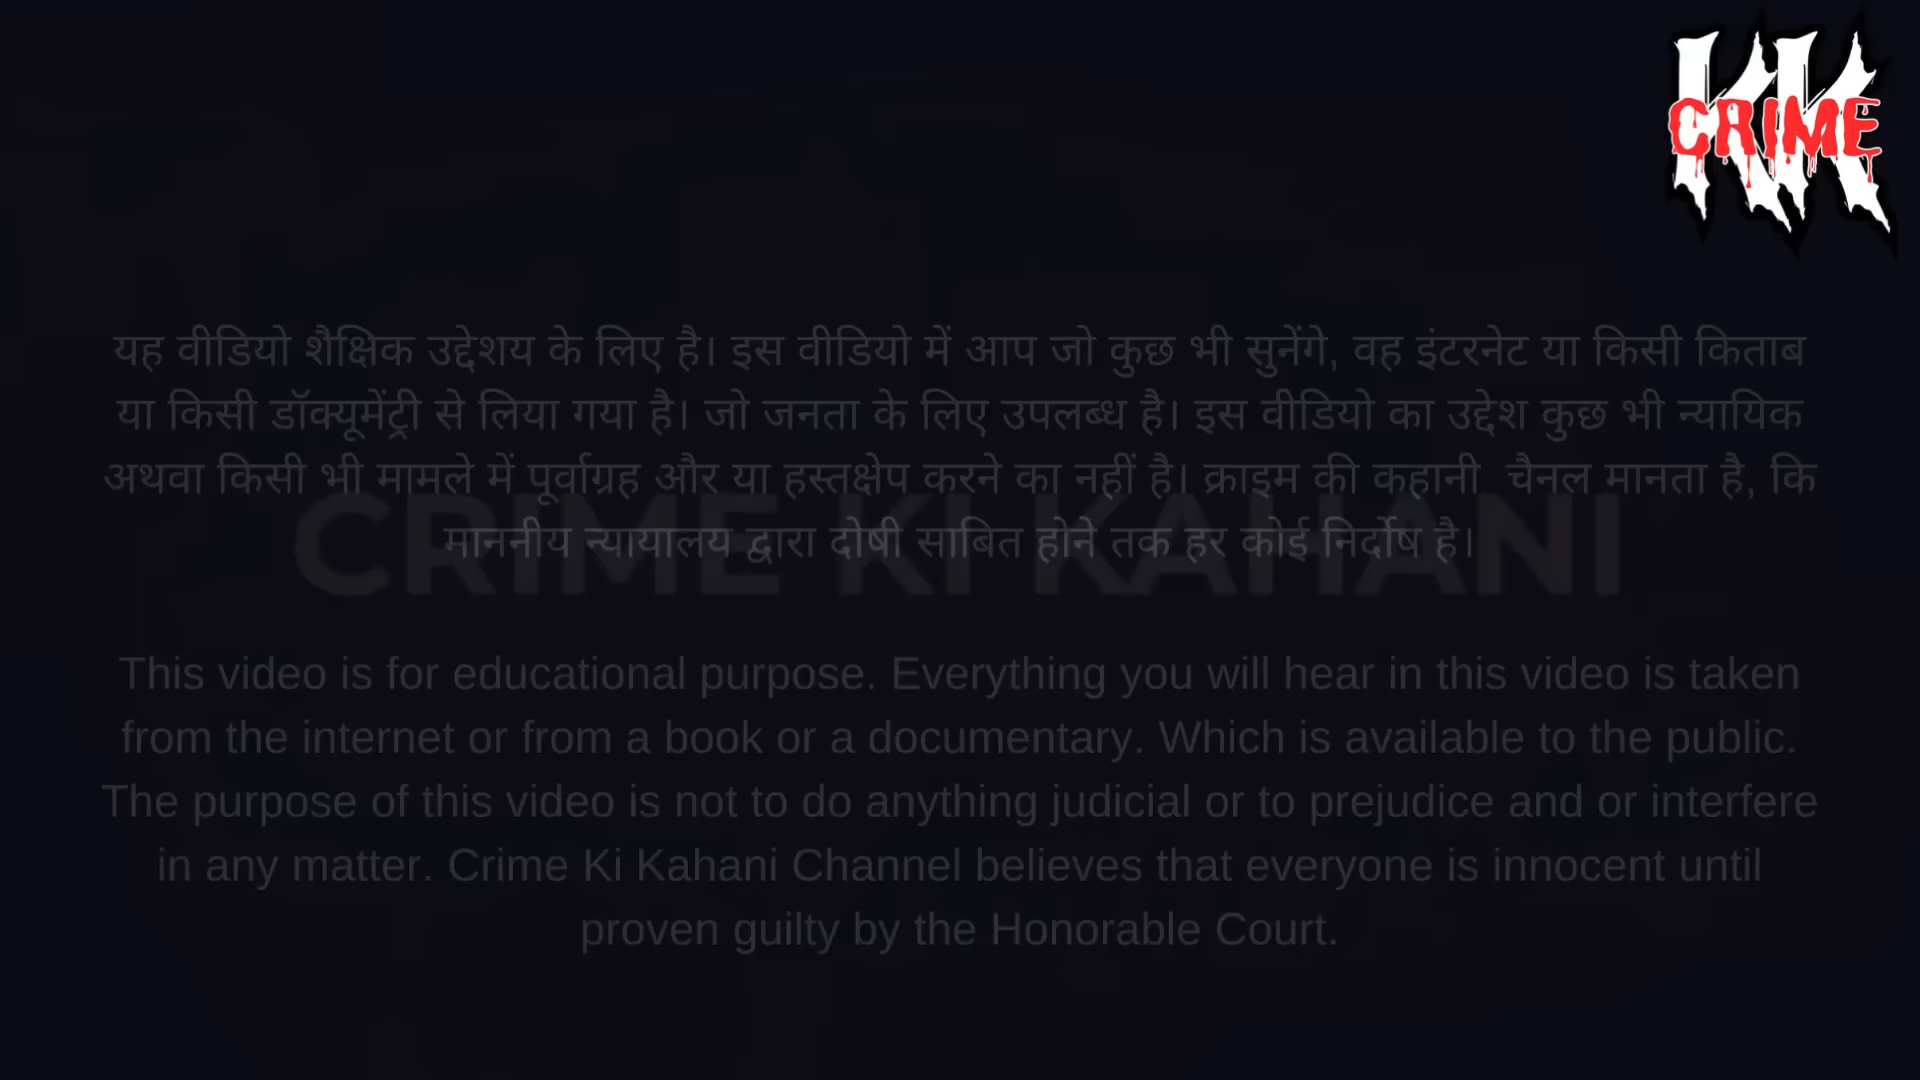 KK
CRIME
यह वीडियो शैक्षिक उद्देशय के लिए है। इस वीडियो में आप जो कुछ भी सुनेंगे, वह इंटरनेट या किसी किताब
या किसी डॉक्यूमेंट्री से लिया गया है। जो जनता के लिए उपलब्ध है। इस वीडियो का उद्देश कुछ भी न्यायिक
अथवा किसी भी मामले में पूर्वाग्रह और या हस्तक्षेप करने का नहीं है। क्राइम की कहानी चैनल मानता है, कि
माननीय न्यायालय द्वारा दोषी साबित होने तक हर कोई निर्दोष है।
CRIME KI KAHANI
This video is for educational purpose. Everything you will hear in this video is taken
from the internet or from a book or a documentary. Which is available to the public.
The purpose of this video is not to do anything judicial or to prejudice and or interfere
in any matter. Crime Ki Kahani Channel believes that everyone is innocent until
proven guilty by the Honorable Court.